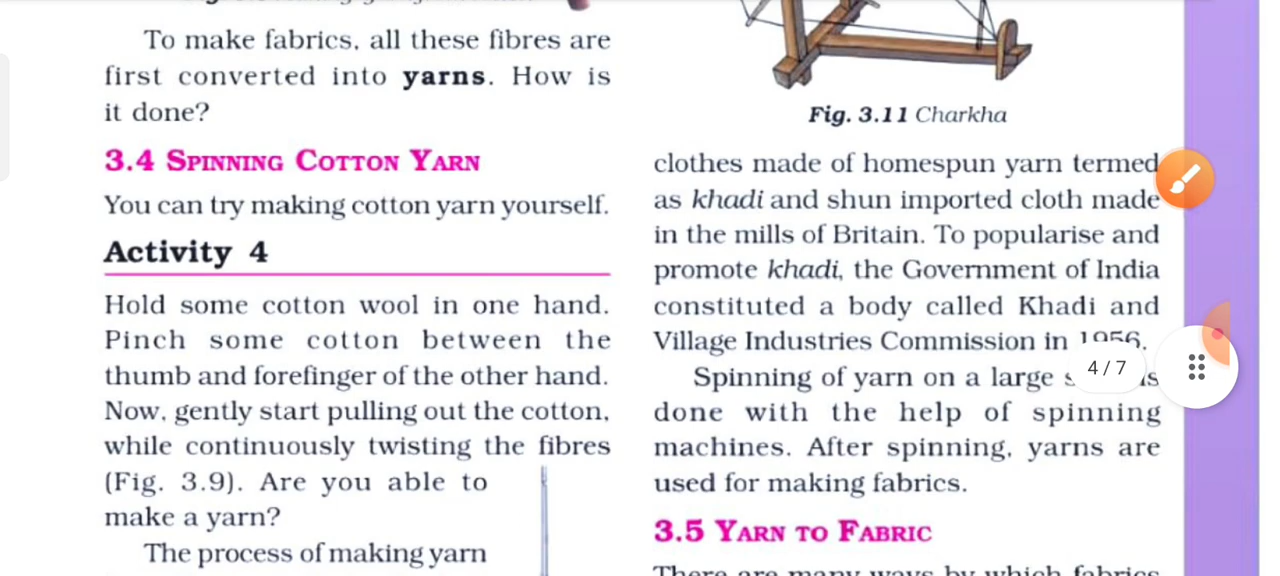 To make fabrics, all these fibres are
first converted into yarns. How is
it done?
3.4 SPINNING COTTON YARN
You can try making cotton yarn yourself.
Activity 4
Hold some cotton wool in one hand.
Pinch some cotton between the
thumb and forefinger of the other hand.
Now, gently start pulling out the cotton,
while continuously twisting the fibres
(Fig. 3.9). Are you able to
make a yarn?
The process of making yarn
Fig. 3.11 Charkha
clothes made of homespun yarn termed
as khadi and shun imported cloth made
in the mills of Britain. To popularise and
promote khadi, the Government of India
constituted a body called Khadi and
Village Industries Commission in 1956.
Spinning of yarn on a large is
done with the help of spinning
machines. After spinning, yarns are
used for making fabrics.
3.5 YARN TO FABRIC
There are many ways by which fabrics
4/7